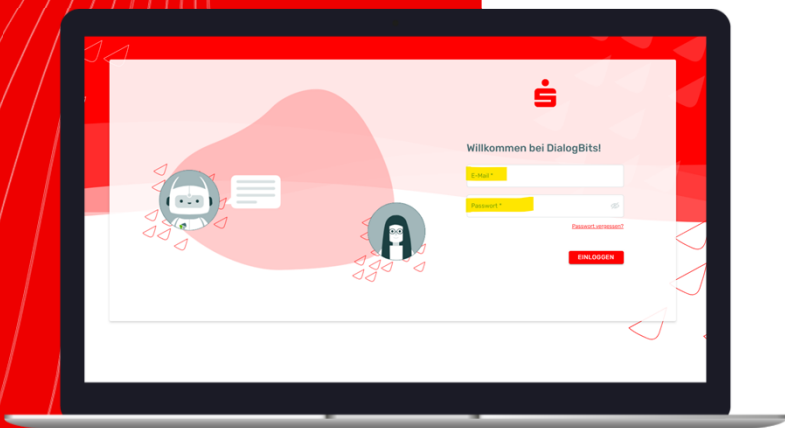 Willkommen bei DialogBits!
E-Mail *
Passwort *
Passwort vergessen?
EINLOGGEN